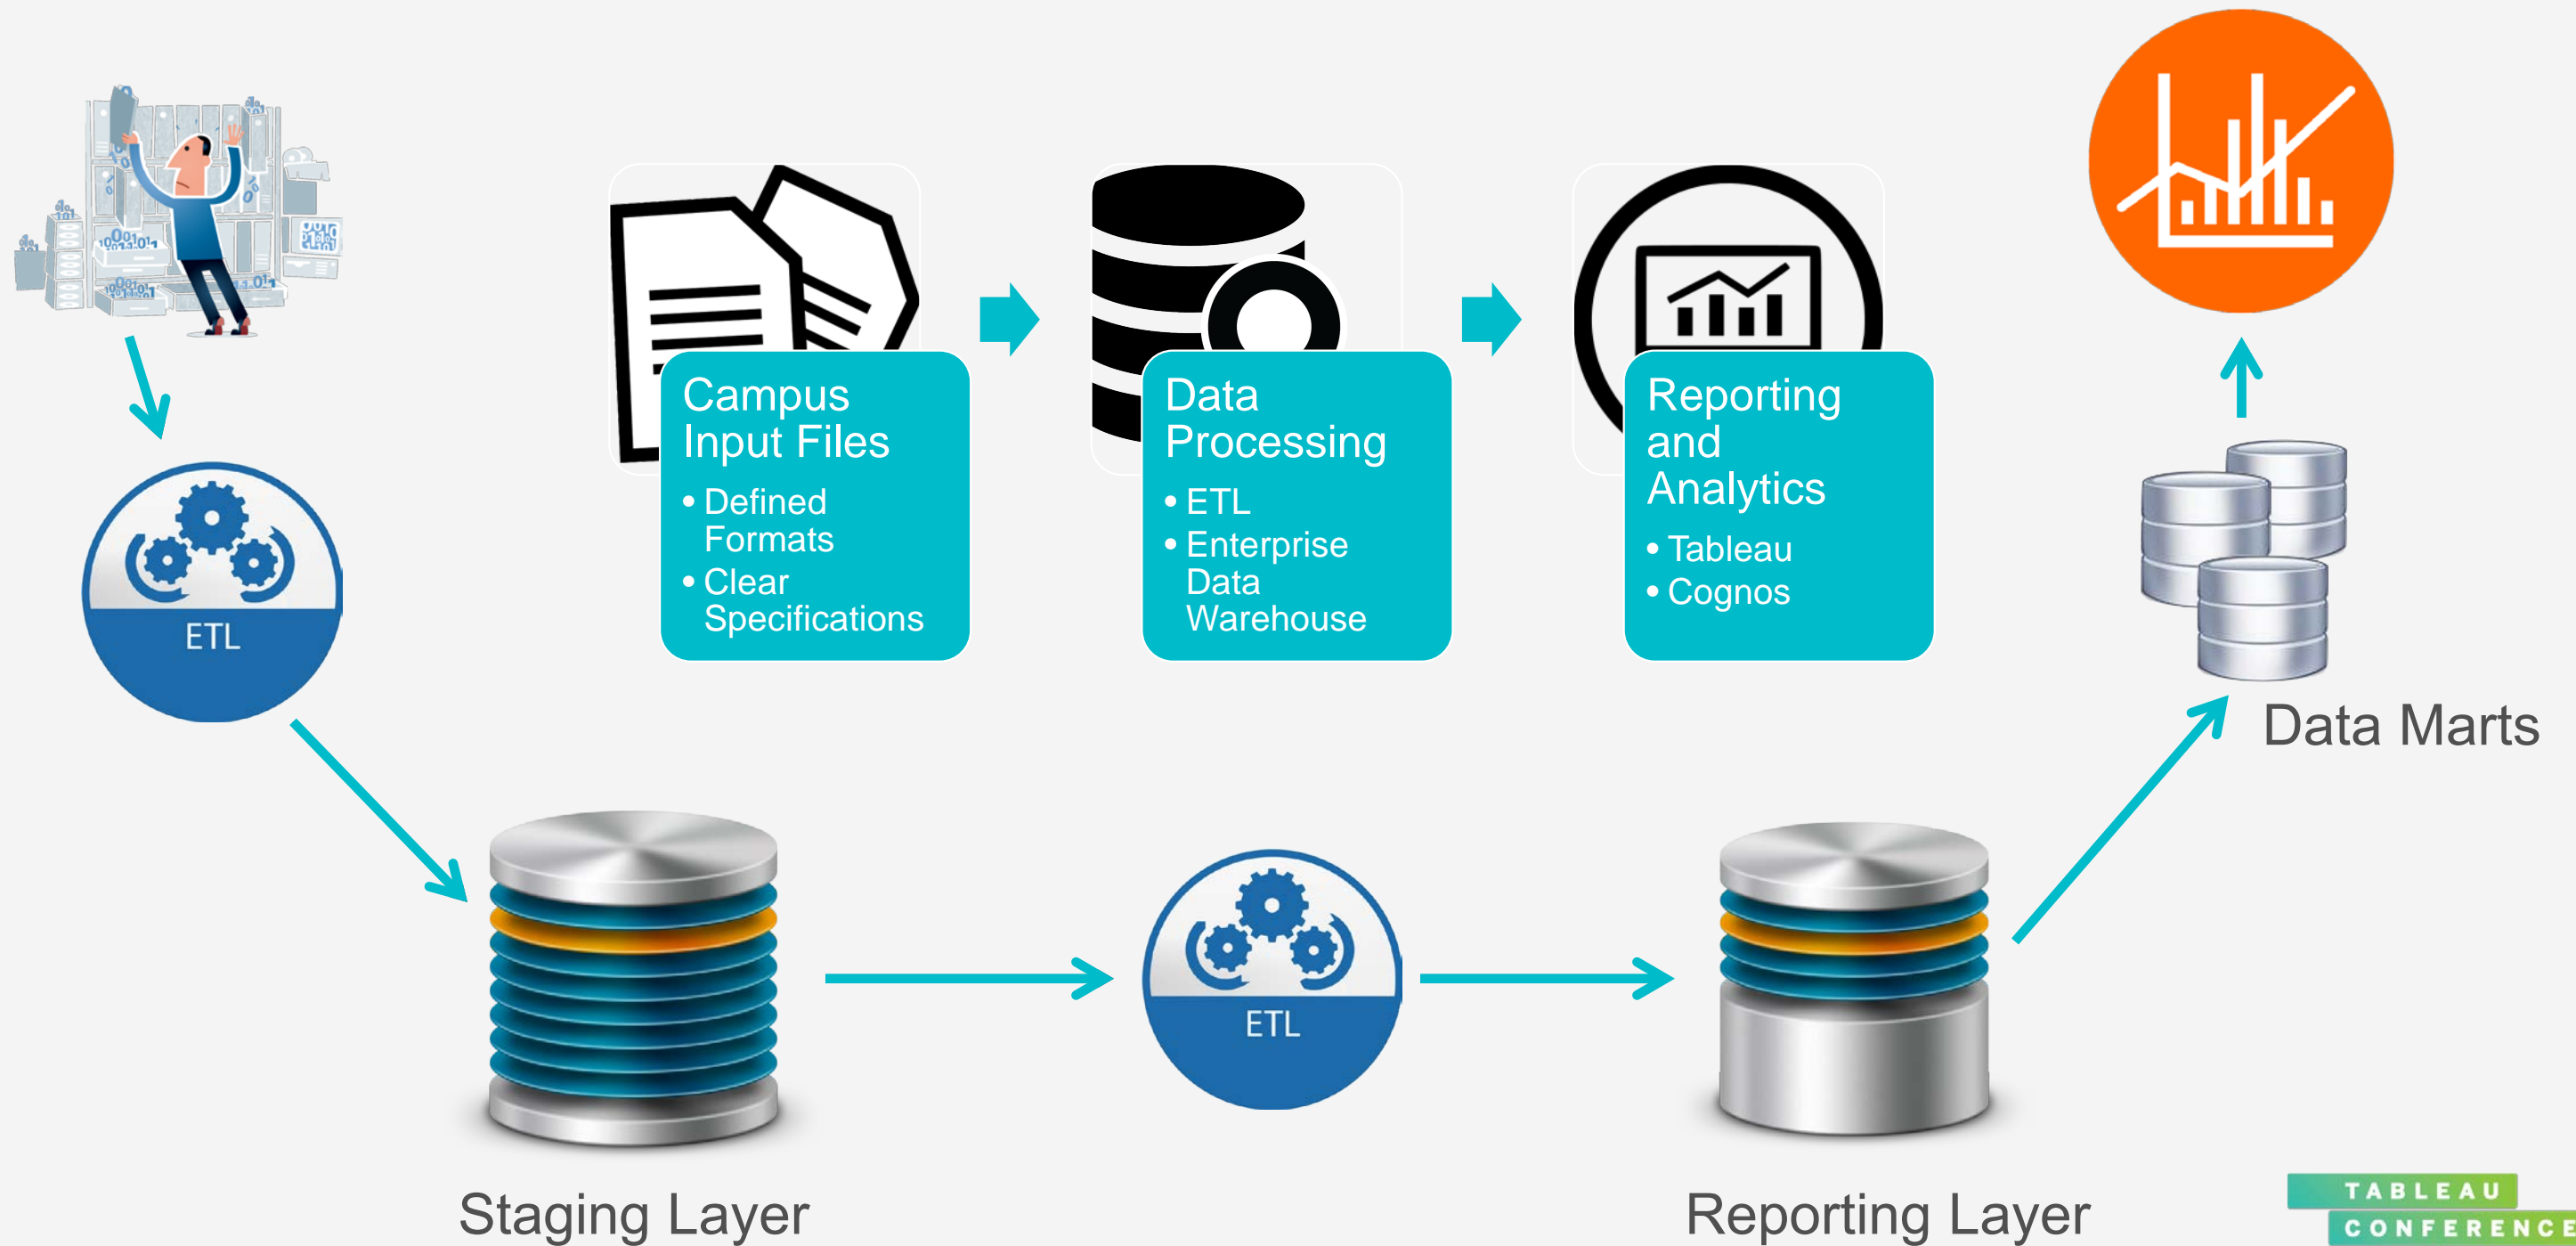 Campus
Input Files
• Defined
Formats
• Clear
Specifications
Data
Processing
• ETL
• Enterprise
Data
Warehouse
Reporting
and
Analytics
• Tableau
• Cognos
ETL
Data Marts
ETL
Staging Layer
Reporting Layer
TABLEAU
CONFERENCE